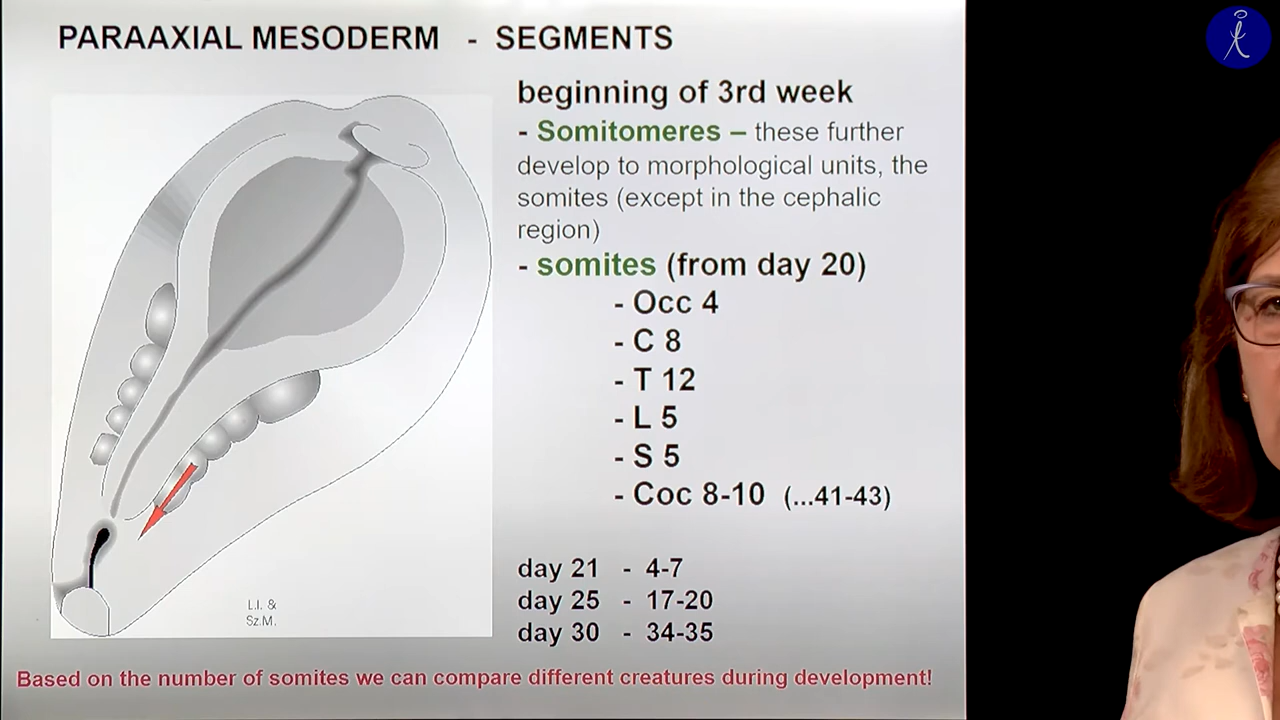 PARAAXIAL MESODERM - SEGMENTS
beginning of 3rd week
- Somitomeres – these further
develop to morphological units, the
somites (except in the cephalic
region)
- somites (from day 20)
- Occ 4
- C 8
- T 12
- L 5
- S 5
- Coc 8-10 (...41-43)
day 21 - 4-7
day 25 - 17-20
day 30 - 34-35
L.I. &
Sz.M.
Based on the number of somites we can compare different creatures during development!